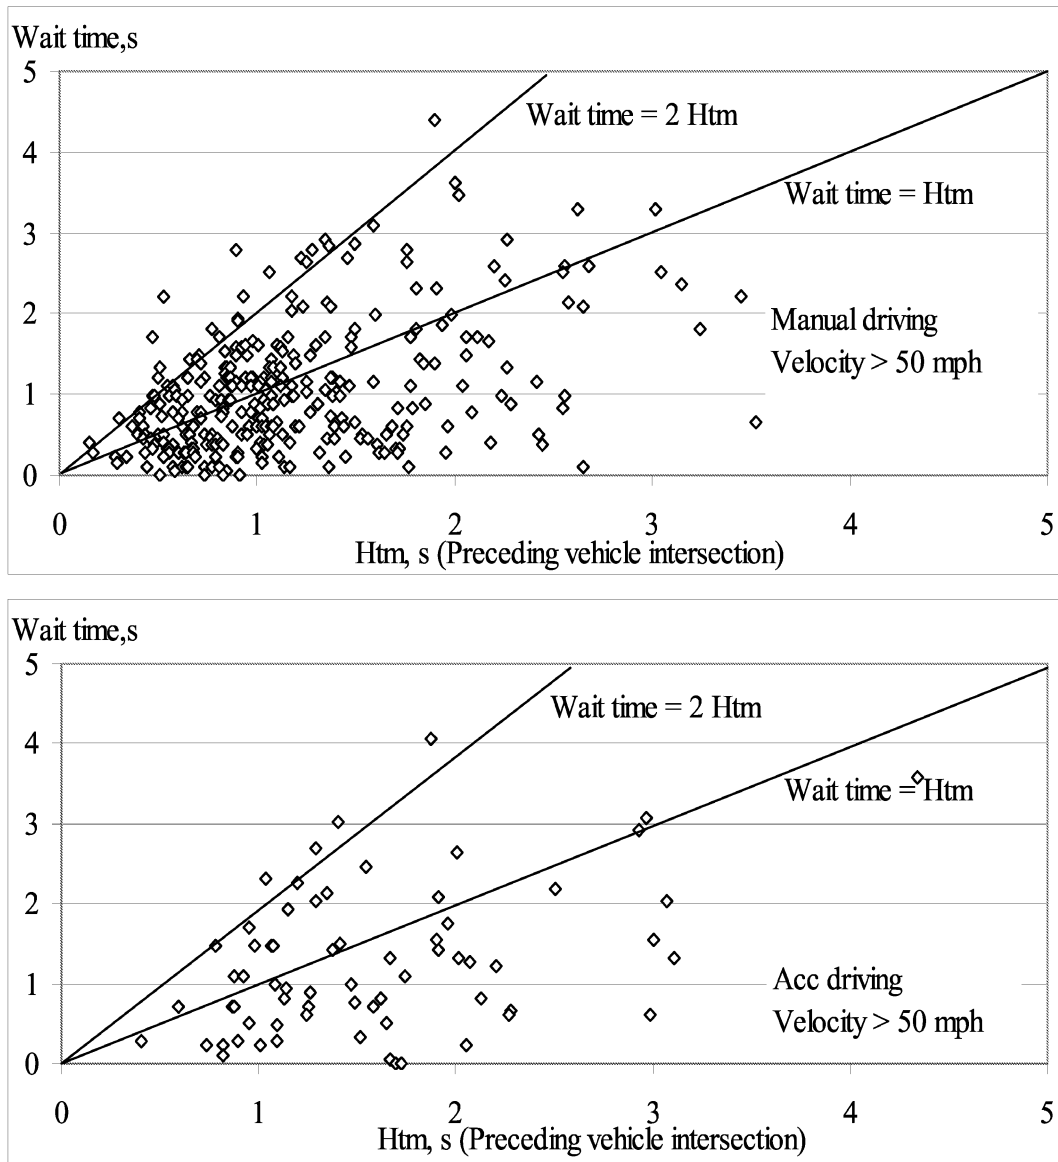 Wait time,s
5
Wait time = 2 Htm
4
Wait time = Htm
3
2
Manual driving
Velocity > 50 mph
1
0
0 1 2 3 4 5
Htm, s (Preceding vehicle intersection)
Wait time,s
5
Wait time = 2 Htm
4
Wait time = Htm
3
2
1
Acc driving
Velocity > 50 mph
0
0 1 2 3 4 5
Htm, s (Preceding vehicle intersection)